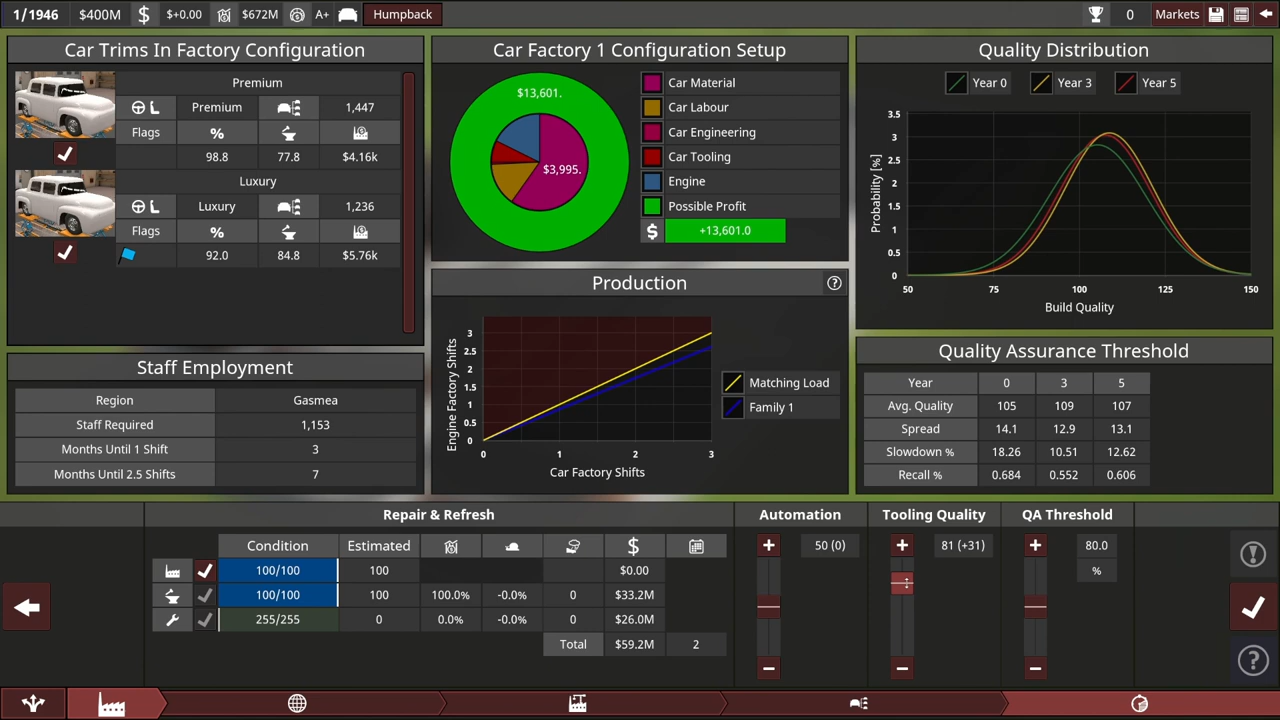 1/1946 $400M $ $+0.00 $672M A+ Humpback 0 Markets
Car Trims In Factory Configuration
Premium
Premium 1,447
Flags %
98.8 77.8 $4.16k
Luxury
Luxury 1,236
Flags %
92.0 84.8 $5.76k
Staff Employment
Region Gasmea
Staff Required 1,153
Months Until 1 Shift 3
Months Until 2.5 Shifts 7
Car Factory 1 Configuration Setup
$13,601.
$3,995.
Car Material
Car Labour
Car Engineering
Car Tooling
Engine
Possible Profit
$ +13,601.0
Production ?
Engine Factory Shifts
3
2.5
2
1.5
1
0.5
0
0 1 2 3
Car Factory Shifts
Matching Load
Family 1
Quality Distribution
Year 0 Year 3 Year 5
Probability [%]
3.5
3
2.5
2
1.5
1
0.5
0
50 75 100 125 150
Build Quality
Quality Assurance Threshold
Year 0 3 5
Avg. Quality 105 109 107
Spread 14.1 12.9 13.1
Slowdown % 18.26 10.51 12.62
Recall % 0.684 0.552 0.606
Repair & Refresh
Condition Estimated $
100/100 100 $0.00
100/100 100 100.0% -0.0% 0 $33.2M
255/255 0 0.0% -0.0% 0 $26.0M
Total $59.2M 2
Automation
+ 50 (0)
−
Tooling Quality
+ 81 (+31)
−
QA Threshold
+ 80.0
%
−
!
?